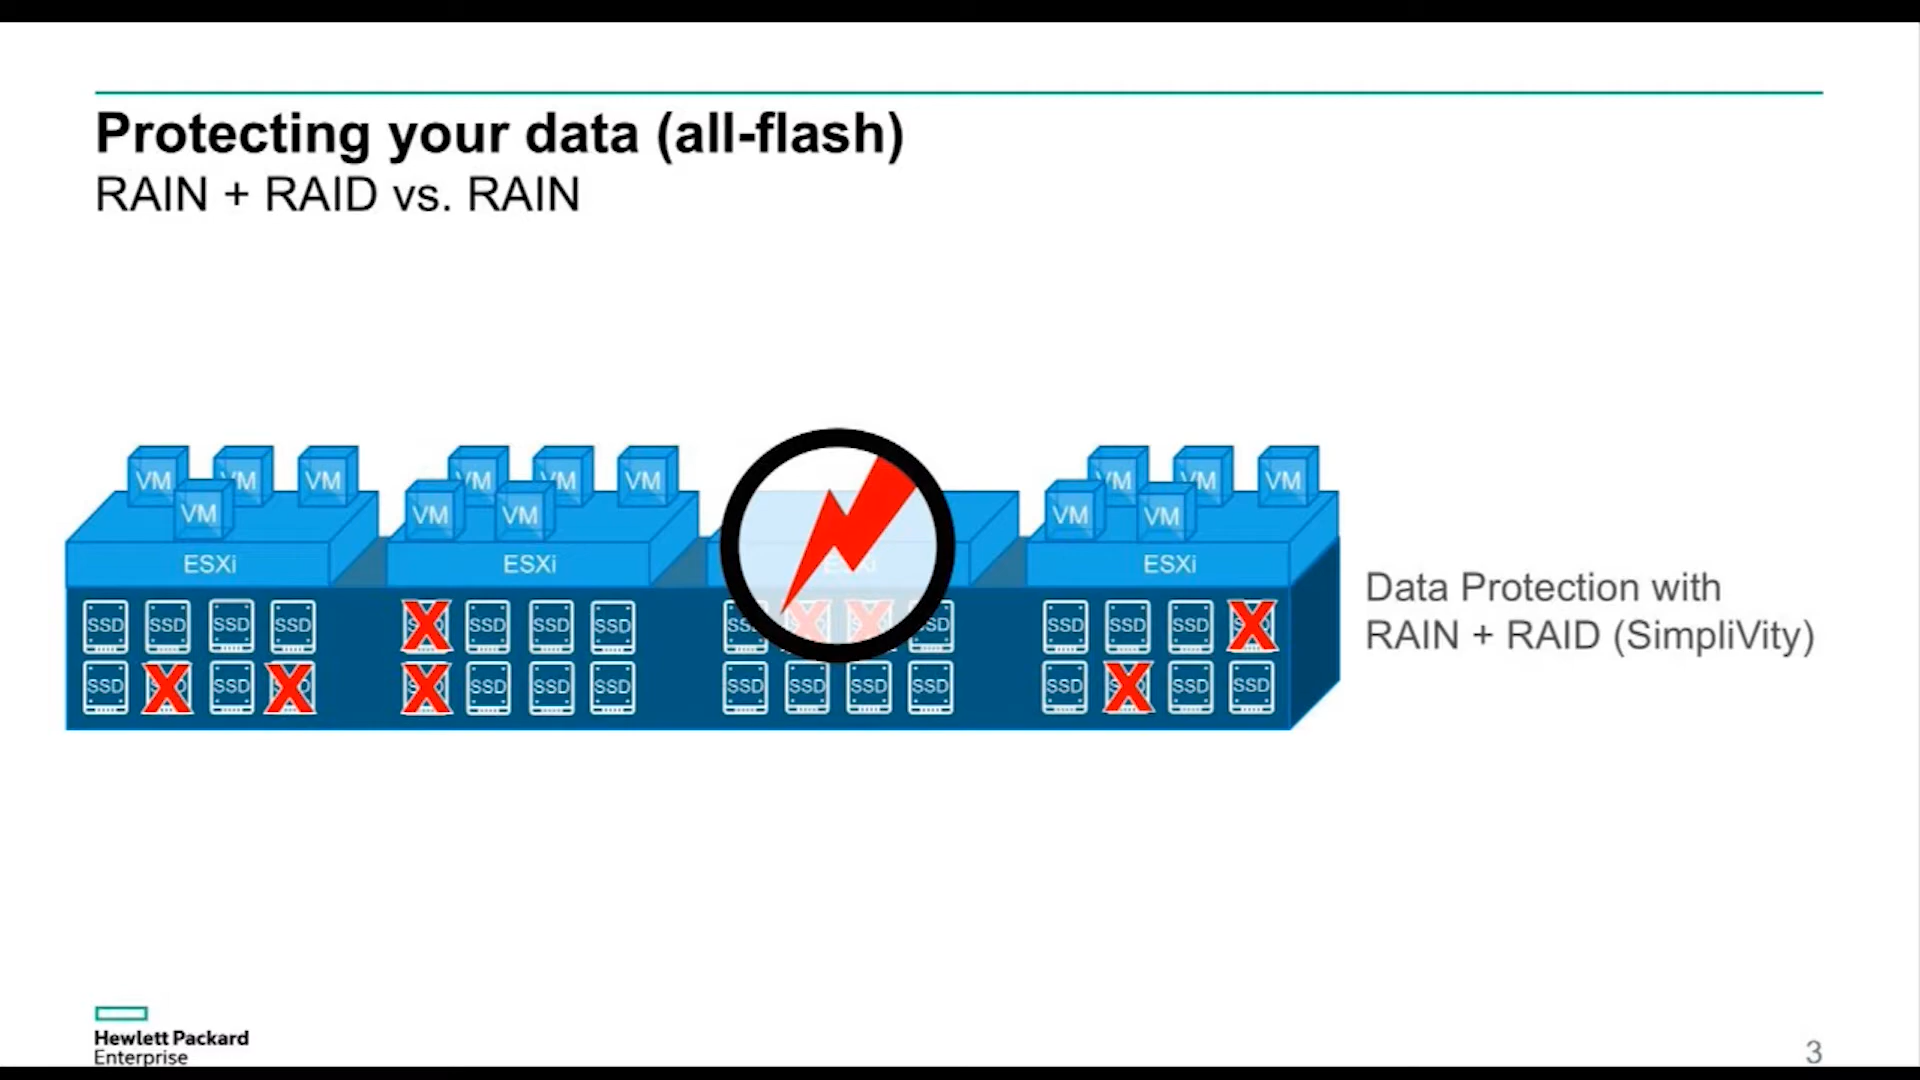 Protecting your data (all-flash)
RAIN + RAID vs. RAIN
VM VM VM VM VM VM VM VM VM
VM VM VM VM VM
ESXi ESXi ESXi ESXi
SSD SSD SSD SSD SSD SSD SSD SSD SSD SSD SSD SSD
SSD SSD SSD SSD SSD SSD SSD SSD SSD SSD SSD SSD
Data Protection with
RAIN + RAID (SimpliVity)
Hewlett Packard
Enterprise
3